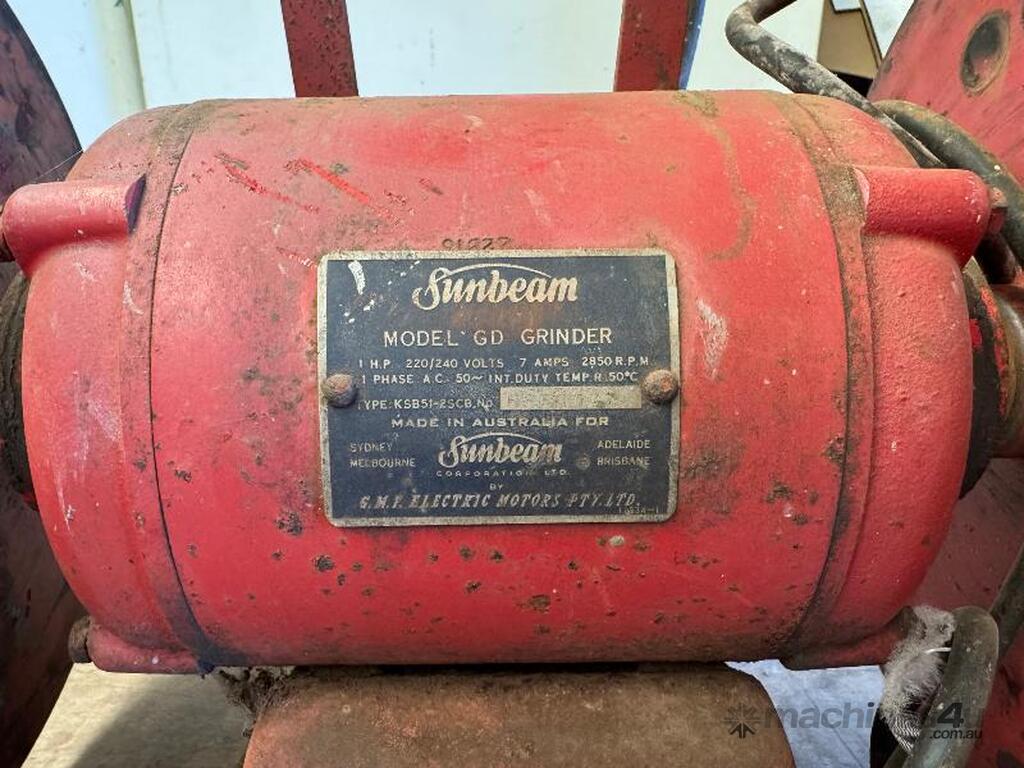 Sunbeam
MODEL GD GRINDER
1 H.P. 220/240 VOLTS 7 AMPS 2850 R.P.M.
1 PHASE A.C. 50~ INT. DUTY TEMP. R. 50°C
TYPE: KSB51-2SCB. No.
MADE IN AUSTRALIA FOR
SYDNEY Sunbeam ADELAIDE
MELBOURNE CORPORATION LTD. BRISBANE
BY
G.M.F. ELECTRIC MOTORS PTY. LTD.
machines4u
.com.au